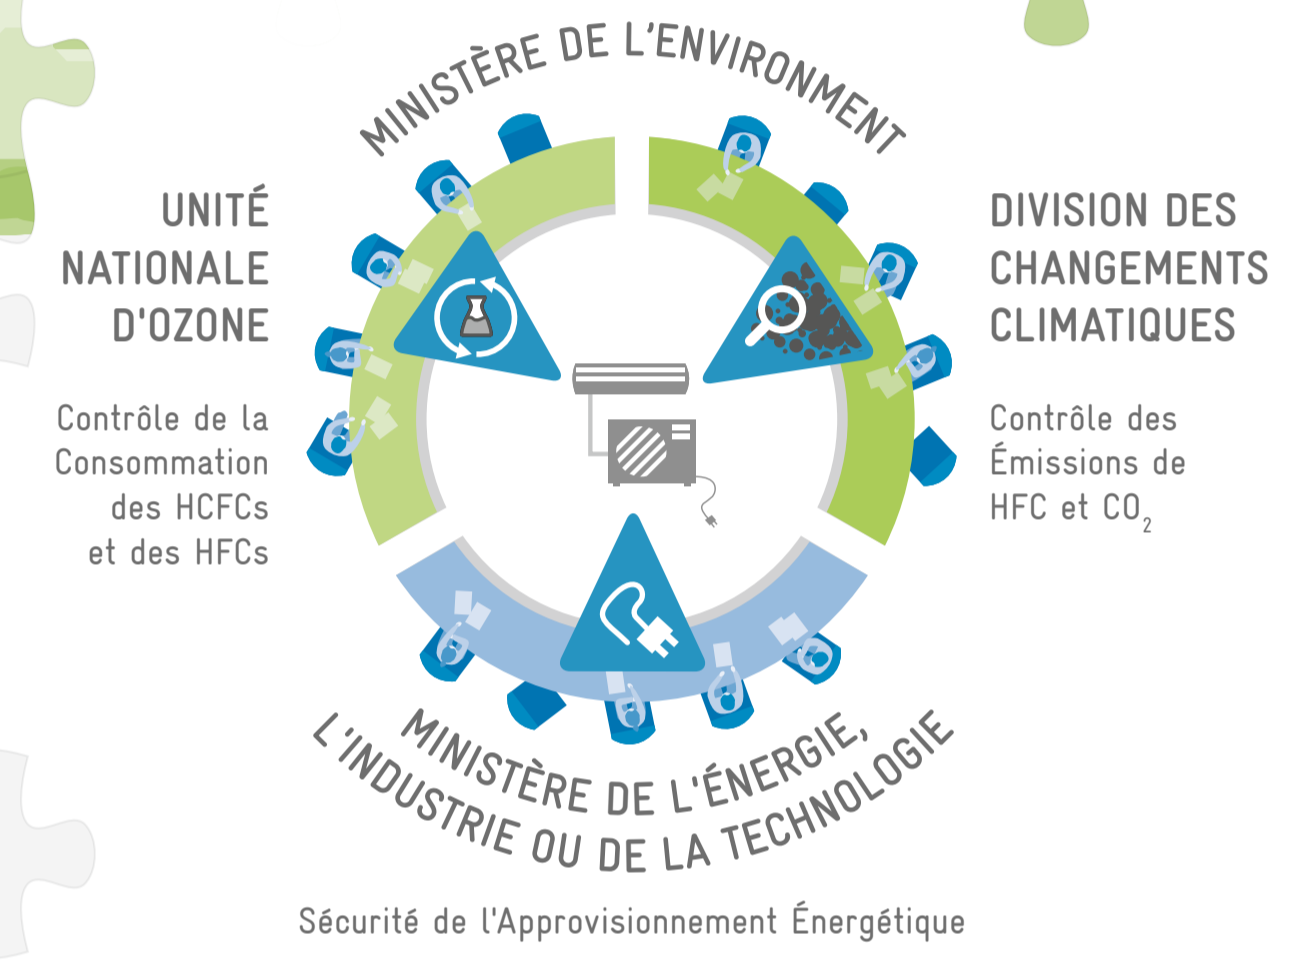 MINISTÈRE DE L'ENVIRONMENT
UNITÉ
NATIONALE
D'OZONE
Contrôle de la
Consommation
des HCFCs
et des HFCs
DIVISION DES
CHANGEMENTS
CLIMATIQUES
Contrôle des
Émissions de
HFC et CO₂
MINISTÈRE DE L'ÉNERGIE,
L'INDUSTRIE OU DE LA TECHNOLOGIE
Sécurité de l'Approvisionnement Énergétique